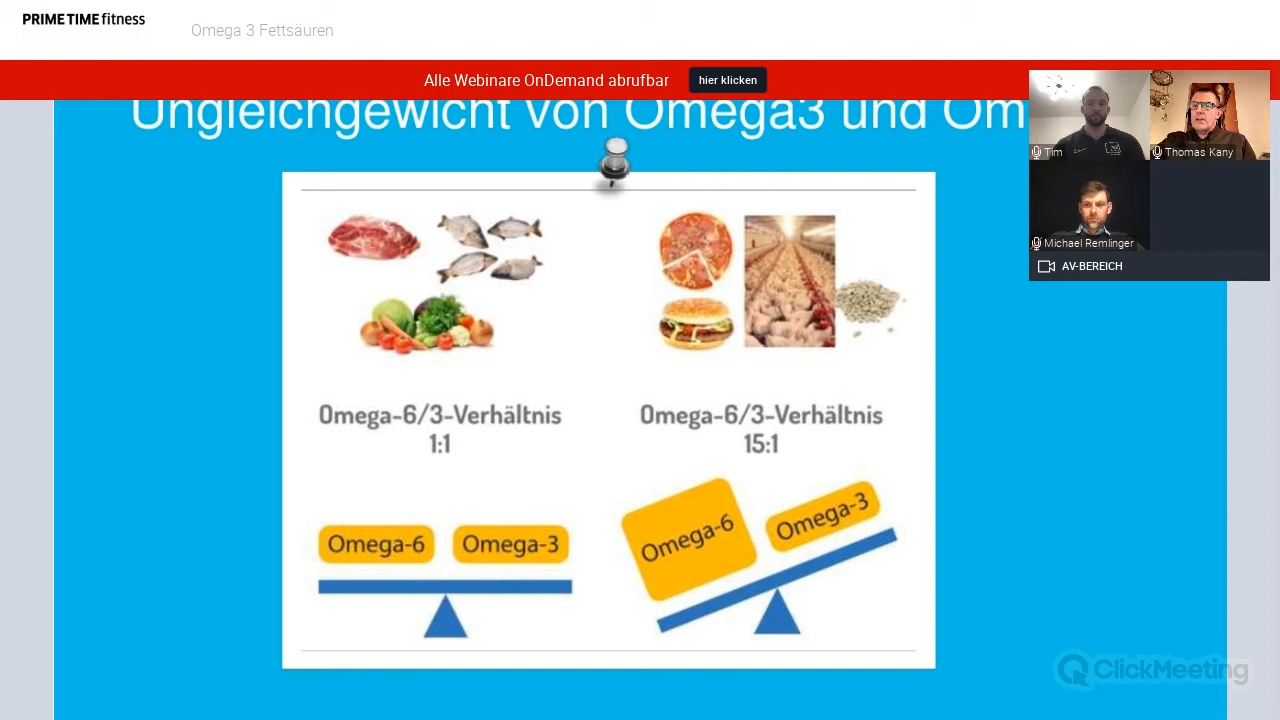 PRIME TIME fitness
Omega 3 Fettsäuren
Alle Webinare OnDemand abrufbar
hier klicken
Ungleichgewicht von Omega3 und Om
Tim
Thomas Kany
Michael Remlinger
AV-BEREICH
Omega-6/3-Verhältnis
1:1
Omega-6/3-Verhältnis
15:1
Omega-6
Omega-3
Omega-6
Omega-3
ClickMeeting